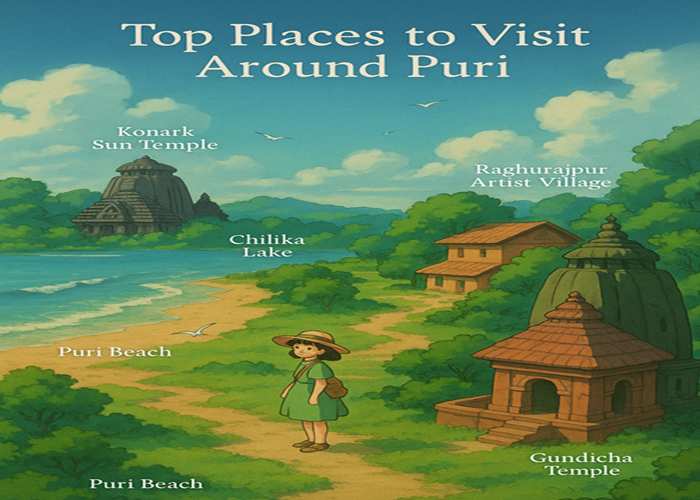 Top Places to Visit
Around Puri
Konark
Sun Temple
Raghurajpur
Artist Village
Chilika
Lake
Puri Beach
Gundicha
Temple
Puri Beach